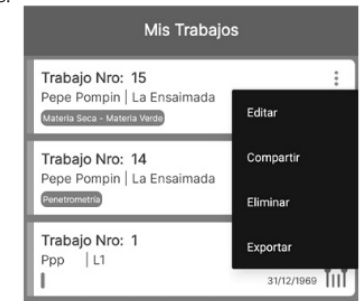 s.
Mis Trabajos
Trabajo Nro: 15
Pepe Pompin | La Ensaimada
Materia Seca - Materia Verde
Editar
Compartir
Trabajo Nro: 14
Pepe Pompin | La Ensaimada
Penetrometría
Eliminar
Exportar
Trabajo Nro: 1
Ppp | L1
31/12/1969